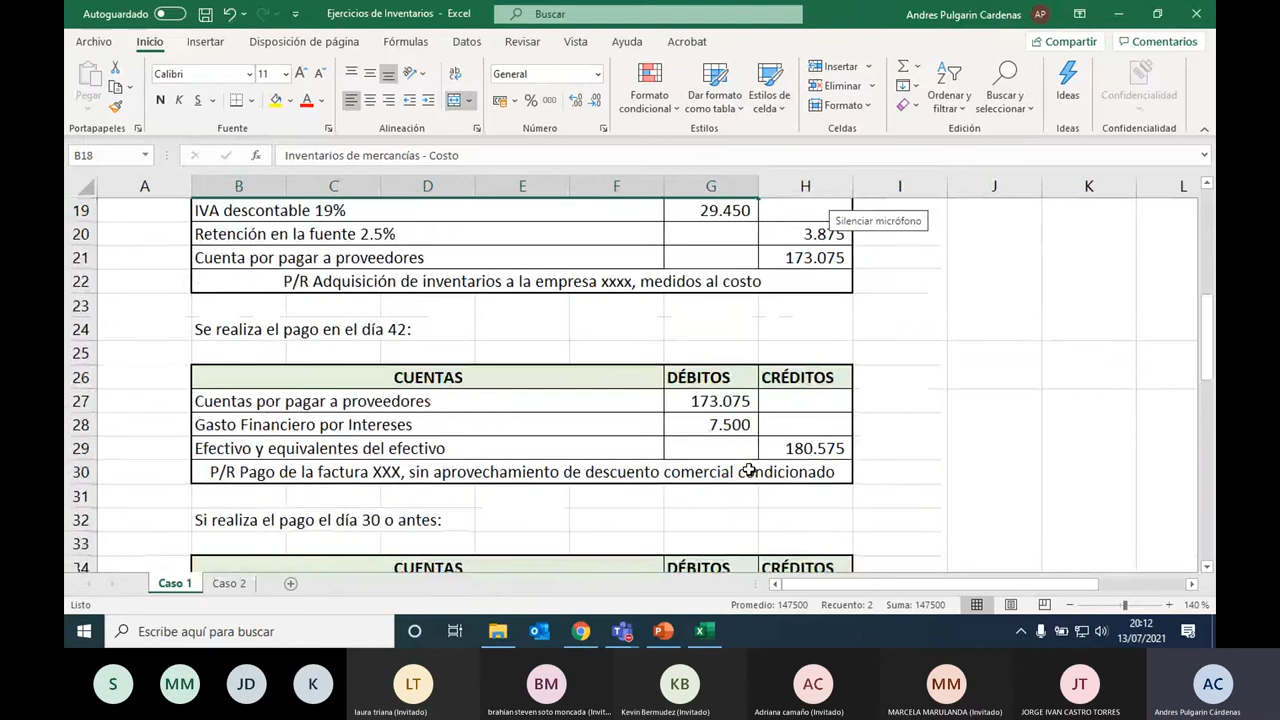 Autoguardado
Ejercicios de Inventarios - Excel
Buscar
Andres Pulgarin Cardenas
AP
Archivo
Inicio
Insertar
Disposición de página
Fórmulas
Datos
Revisar
Vista
Ayuda
Acrobat
Compartir
Comentarios
Pegar
Calibri
11
N K S
General
% 000
Formato condicional
Dar formato como tabla
Estilos de celda
Insertar
Eliminar
Formato
Ordenar y filtrar
Buscar y seleccionar
Ideas
Confidencialidad
Portapapeles
Fuente
Alineación
Número
Estilos
Celdas
Edición
Ideas
Confidencialidad
B18
fx
Inventarios de mercancías - Costo
A B C D E F G H I J K L
19 IVA descontable 19% 29.450
Silenciar micrófono
20 Retención en la fuente 2.5% 3.875
21 Cuenta por pagar a proveedores 173.075
22 P/R Adquisición de inventarios a la empresa xxxx, medidos al costo
23
24 Se realiza el pago en el día 42:
25
26 CUENTAS DÉBITOS CRÉDITOS
27 Cuentas por pagar a proveedores 173.075
28 Gasto Financiero por Intereses 7.500
29 Efectivo y equivalentes del efectivo 180.575
30 P/R Pago de la factura XXX, sin aprovechamiento de descuento comercial condicionado
31
32 Si realiza el pago el día 30 o antes:
33
34 CUENTAS DÉBITOS CRÉDITOS
Caso 1
Caso 2
Listo
Promedio: 147500
Recuento: 2
Suma: 147500
140 %
Escribe aquí para buscar
20:12
13/07/2021
S
MM
JD
K
LT
BM
KB
AC
MM
JT
AC
laura triana (Invitado)
brahian steven soto moncada (Invit...
Kevin Bermudez (Invitado)
Adriana camaño (Invitado)
MARCELA MARULANDA (Invitado)
JORGE IVAN CASTRO TORRES
Andres Pulgarin Cárdenas